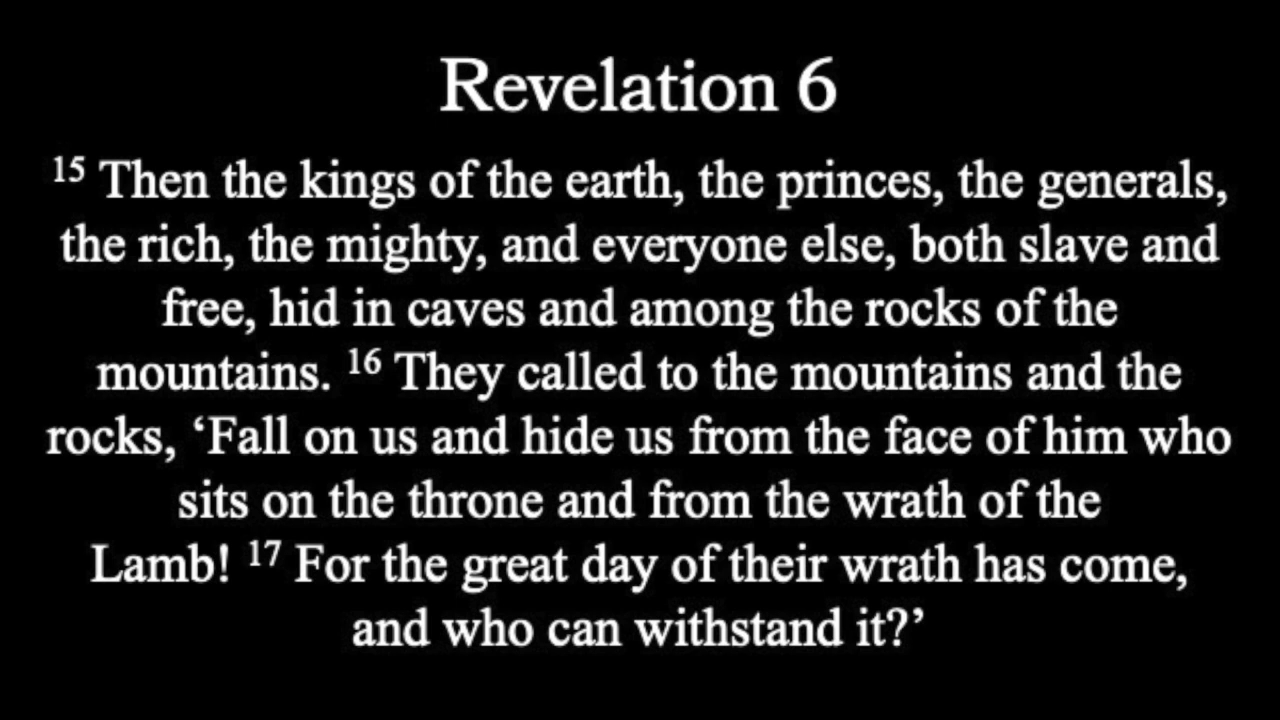 Revelation 6
15 Then the kings of the earth, the princes, the generals,
the rich, the mighty, and everyone else, both slave and
free, hid in caves and among the rocks of the
mountains. 16 They called to the mountains and the
rocks, ‘Fall on us and hide us from the face of him who
sits on the throne and from the wrath of the
Lamb! 17 For the great day of their wrath has come,
and who can withstand it?’